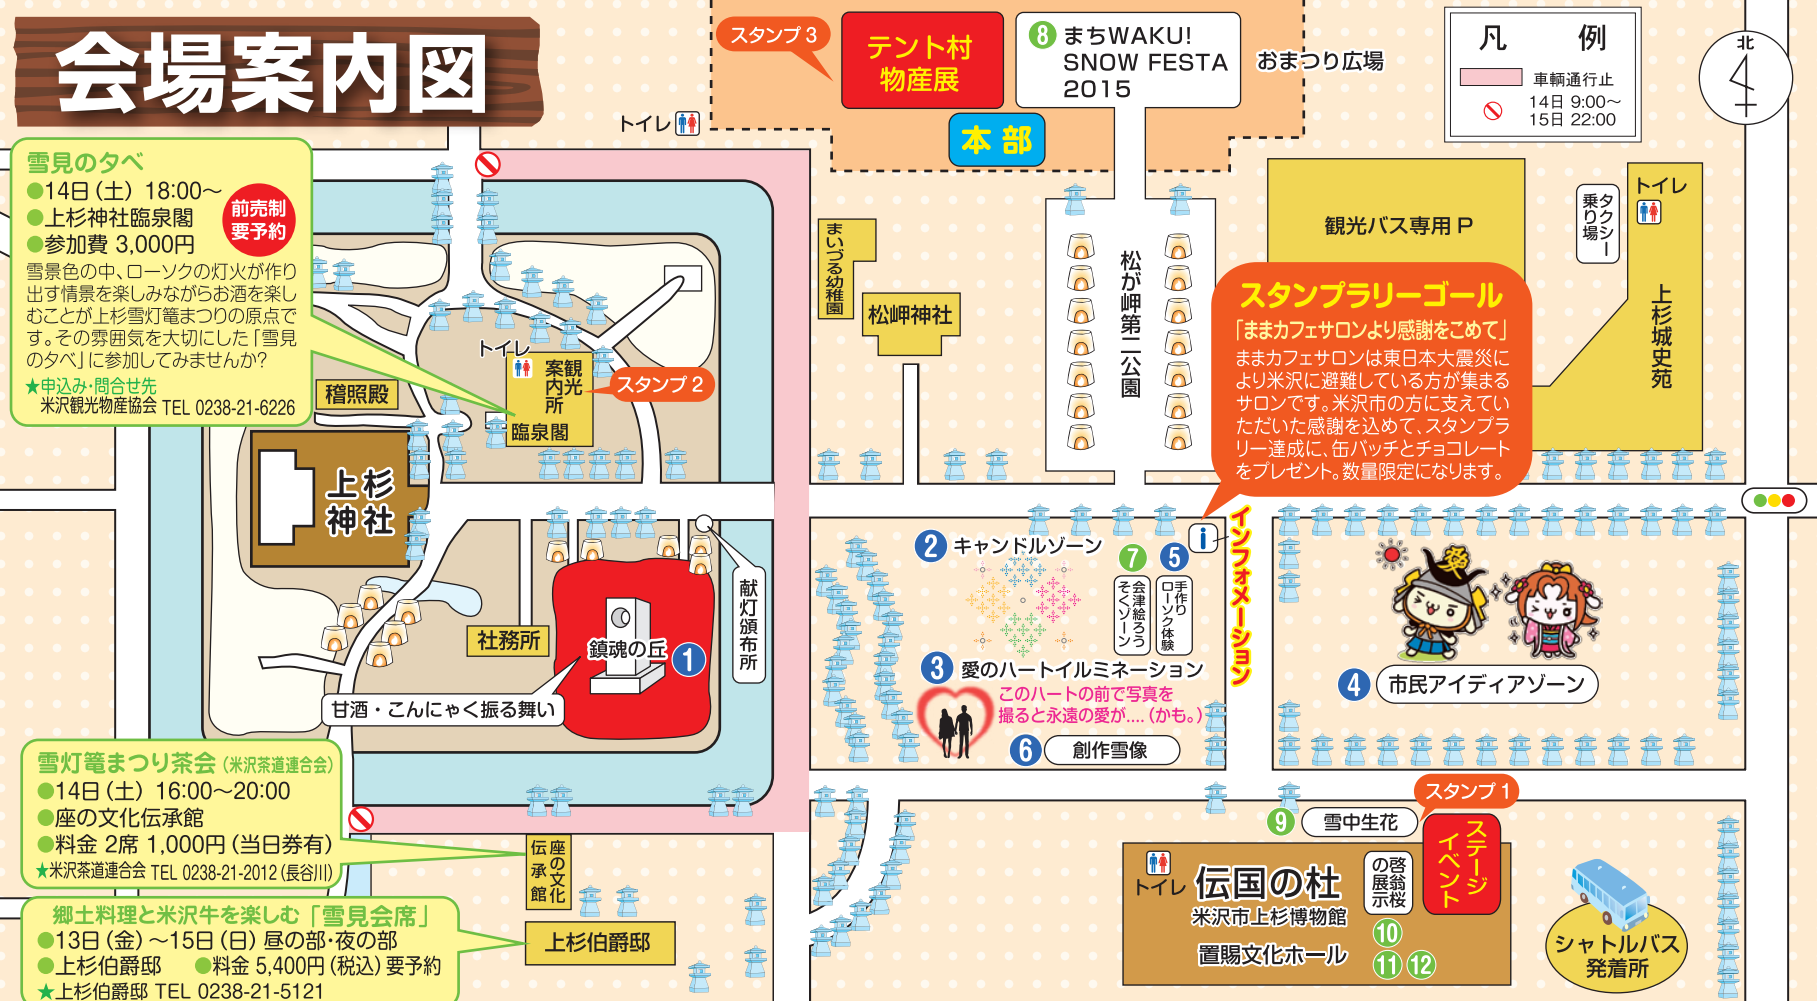 会場案内図
雪見の夕べ
●14日(土) 18:00～
●上杉神社臨泉閣
●参加費 3,000円
前売制
要予約
雪景色の中、ローソクの灯火が作り
出す情景を楽しみながらお酒を楽し
むことが上杉雪灯篭まつりの原点で
す。その雰囲気を大切にした「雪見
の夕べ」に参加してみませんか?
★申込み・問合せ先
米沢観光物産協会 TEL 0238-21-6226
トイレ
スタンプ3
テント村
物産展
8 まちWAKU!
SNOW FESTA
2015
おまつり広場
本部
凡 例
車輌通行止
14日 9:00～
15日 22:00
北
まいづる幼稚園
松岬神社
松が岬第二公園
観光バス専用P
タクシー
乗り場
トイレ
上杉城史苑
スタンプラリーゴール
「ままカフェサロンより感謝をこめて」
ままカフェサロンは東日本大震災に
より米沢に避難している方が集まる
サロンです。米沢市の方に支えてい
ただいた感謝を込めて、スタンプラ
リー達成に、缶バッチとチョコレート
をプレゼント。数量限定になります。
トイレ
観光
案内所
臨泉閣
スタンプ2
稽照殿
上杉
神社
社務所
鎮魂の丘 1
献灯頒布所
甘酒・こんにゃく振る舞い
2 キャンドルゾーン
7
会津絵ろう
そくゾーン
5
手作り
ローソク体験
i
インフォメーション
3 愛のハートイルミネーション
このハートの前で写真を
撮ると永遠の愛が....(かも。)
6 創作雪像
桑
4 市民アイディアゾーン
雪灯篭まつり茶会(米沢茶道連合会)
●14日(土) 16:00～20:00
●座の文化伝承館
●料金 2席 1,000円(当日券有)
★米沢茶道連合会 TEL 0238-21-2012(長谷川)
座の文化
伝承館
郷土料理と米沢牛を楽しむ「雪見会席」
●13日(金)～15日(日)昼の部・夜の部
●上杉伯爵邸 ●料金 5,400円(税込)要予約
★上杉伯爵邸 TEL 0238-21-5121
上杉伯爵邸
スタンプ1
9 雪中生花
ステージ
イベント
トイレ
伝国の杜
米沢市上杉博物館
置賜文化ホール
啓翁桜
の展示
10
11 12
シャトルバス
発着所